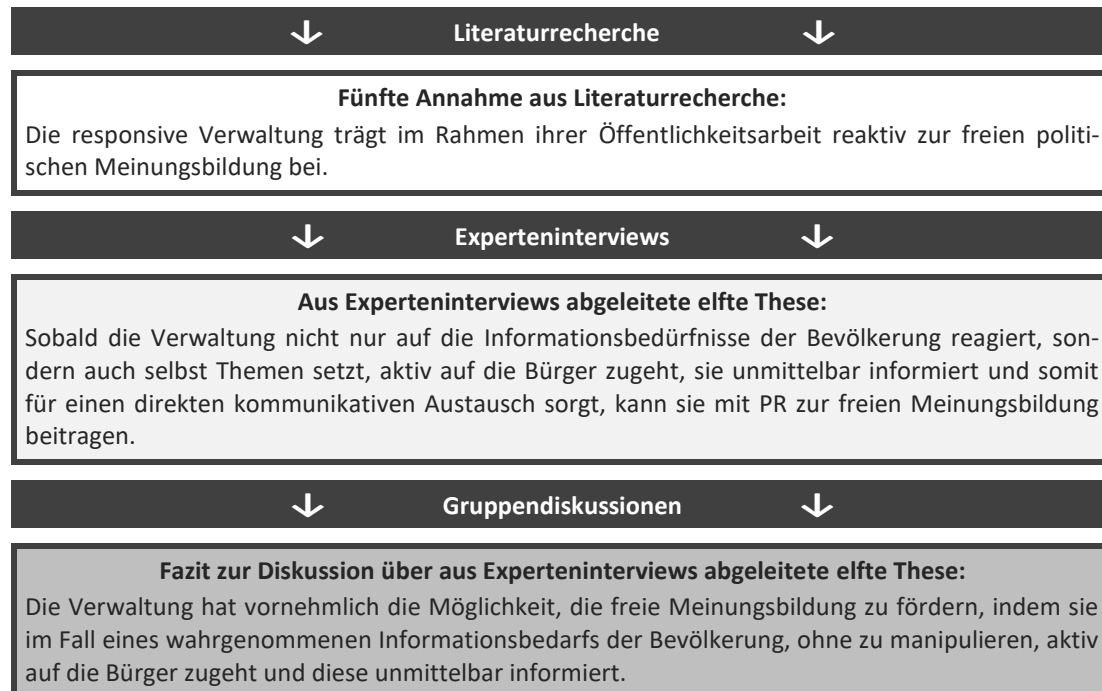 Literaturrecherche
Fünfte Annahme aus Literaturrecherche:
Die responsive Verwaltung trägt im Rahmen ihrer Öffentlichkeitsarbeit reaktiv zur freien politi-
schen Meinungsbildung bei.
Experteninterviews
Aus Experteninterviews abgeleitete elfte These:
Sobald die Verwaltung nicht nur auf die Informationsbedürfnisse der Bevölkerung reagiert, son-
dern auch selbst Themen setzt, aktiv auf die Bürger zugeht, sie unmittelbar informiert und somit
für einen direkten kommunikativen Austausch sorgt, kann sie mit PR zur freien Meinungsbildung
beitragen.
Gruppendiskussionen
Fazit zur Diskussion über aus Experteninterviews abgeleitete elfte These:
Die Verwaltung hat vornehmlich die Möglichkeit, die freie Meinungsbildung zu fördern, indem sie
im Fall eines wahrgenommenen Informationsbedarfs der Bevölkerung, ohne zu manipulieren, aktiv
auf die Bürger zugeht und diese unmittelbar informiert.